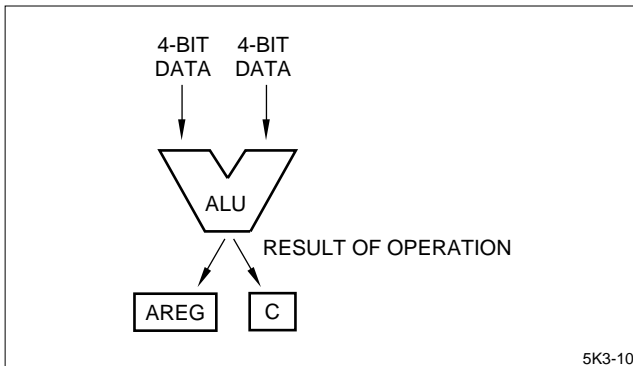 4-BIT 4-BIT
DATA DATA
ALU
RESULT OF OPERATION
AREG C
5K3-10